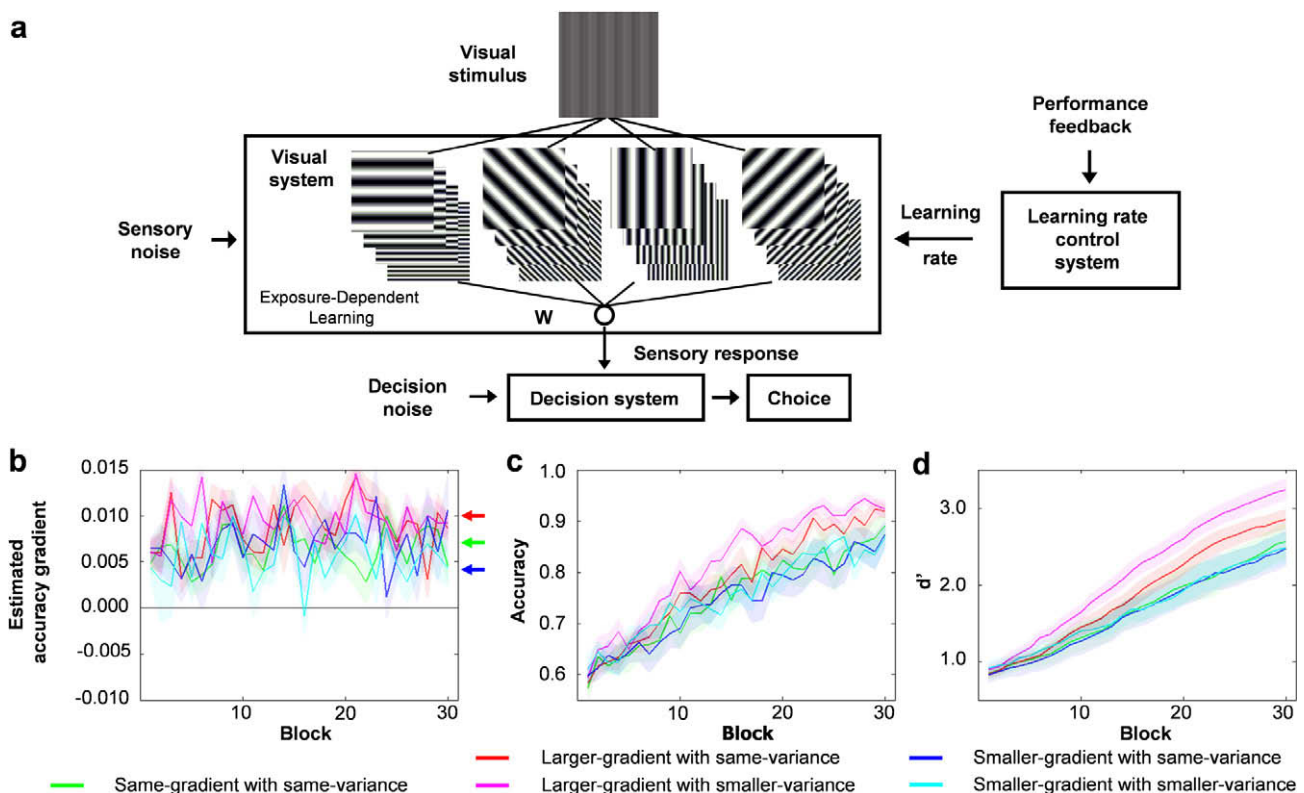 a
Visual
stimulus
Performance
feedback
Visual
system
Sensory
noise
Learning
rate
Learning rate
control
system
Exposure-Dependent
Learning
W
Sensory response
Decision
noise
Decision system
Choice
b
Estimated
accuracy gradient
0.015
0.010
0.005
0.000
-0.005
-0.010
10
20
30
Block
c
Accuracy
1.0
0.9
0.8
0.7
0.6
10
20
30
Block
d
d’
3.0
2.0
1.0
10
20
30
Block
Same-gradient with same-variance
Larger-gradient with same-variance
Larger-gradient with smaller-variance
Smaller-gradient with same-variance
Smaller-gradient with smaller-variance